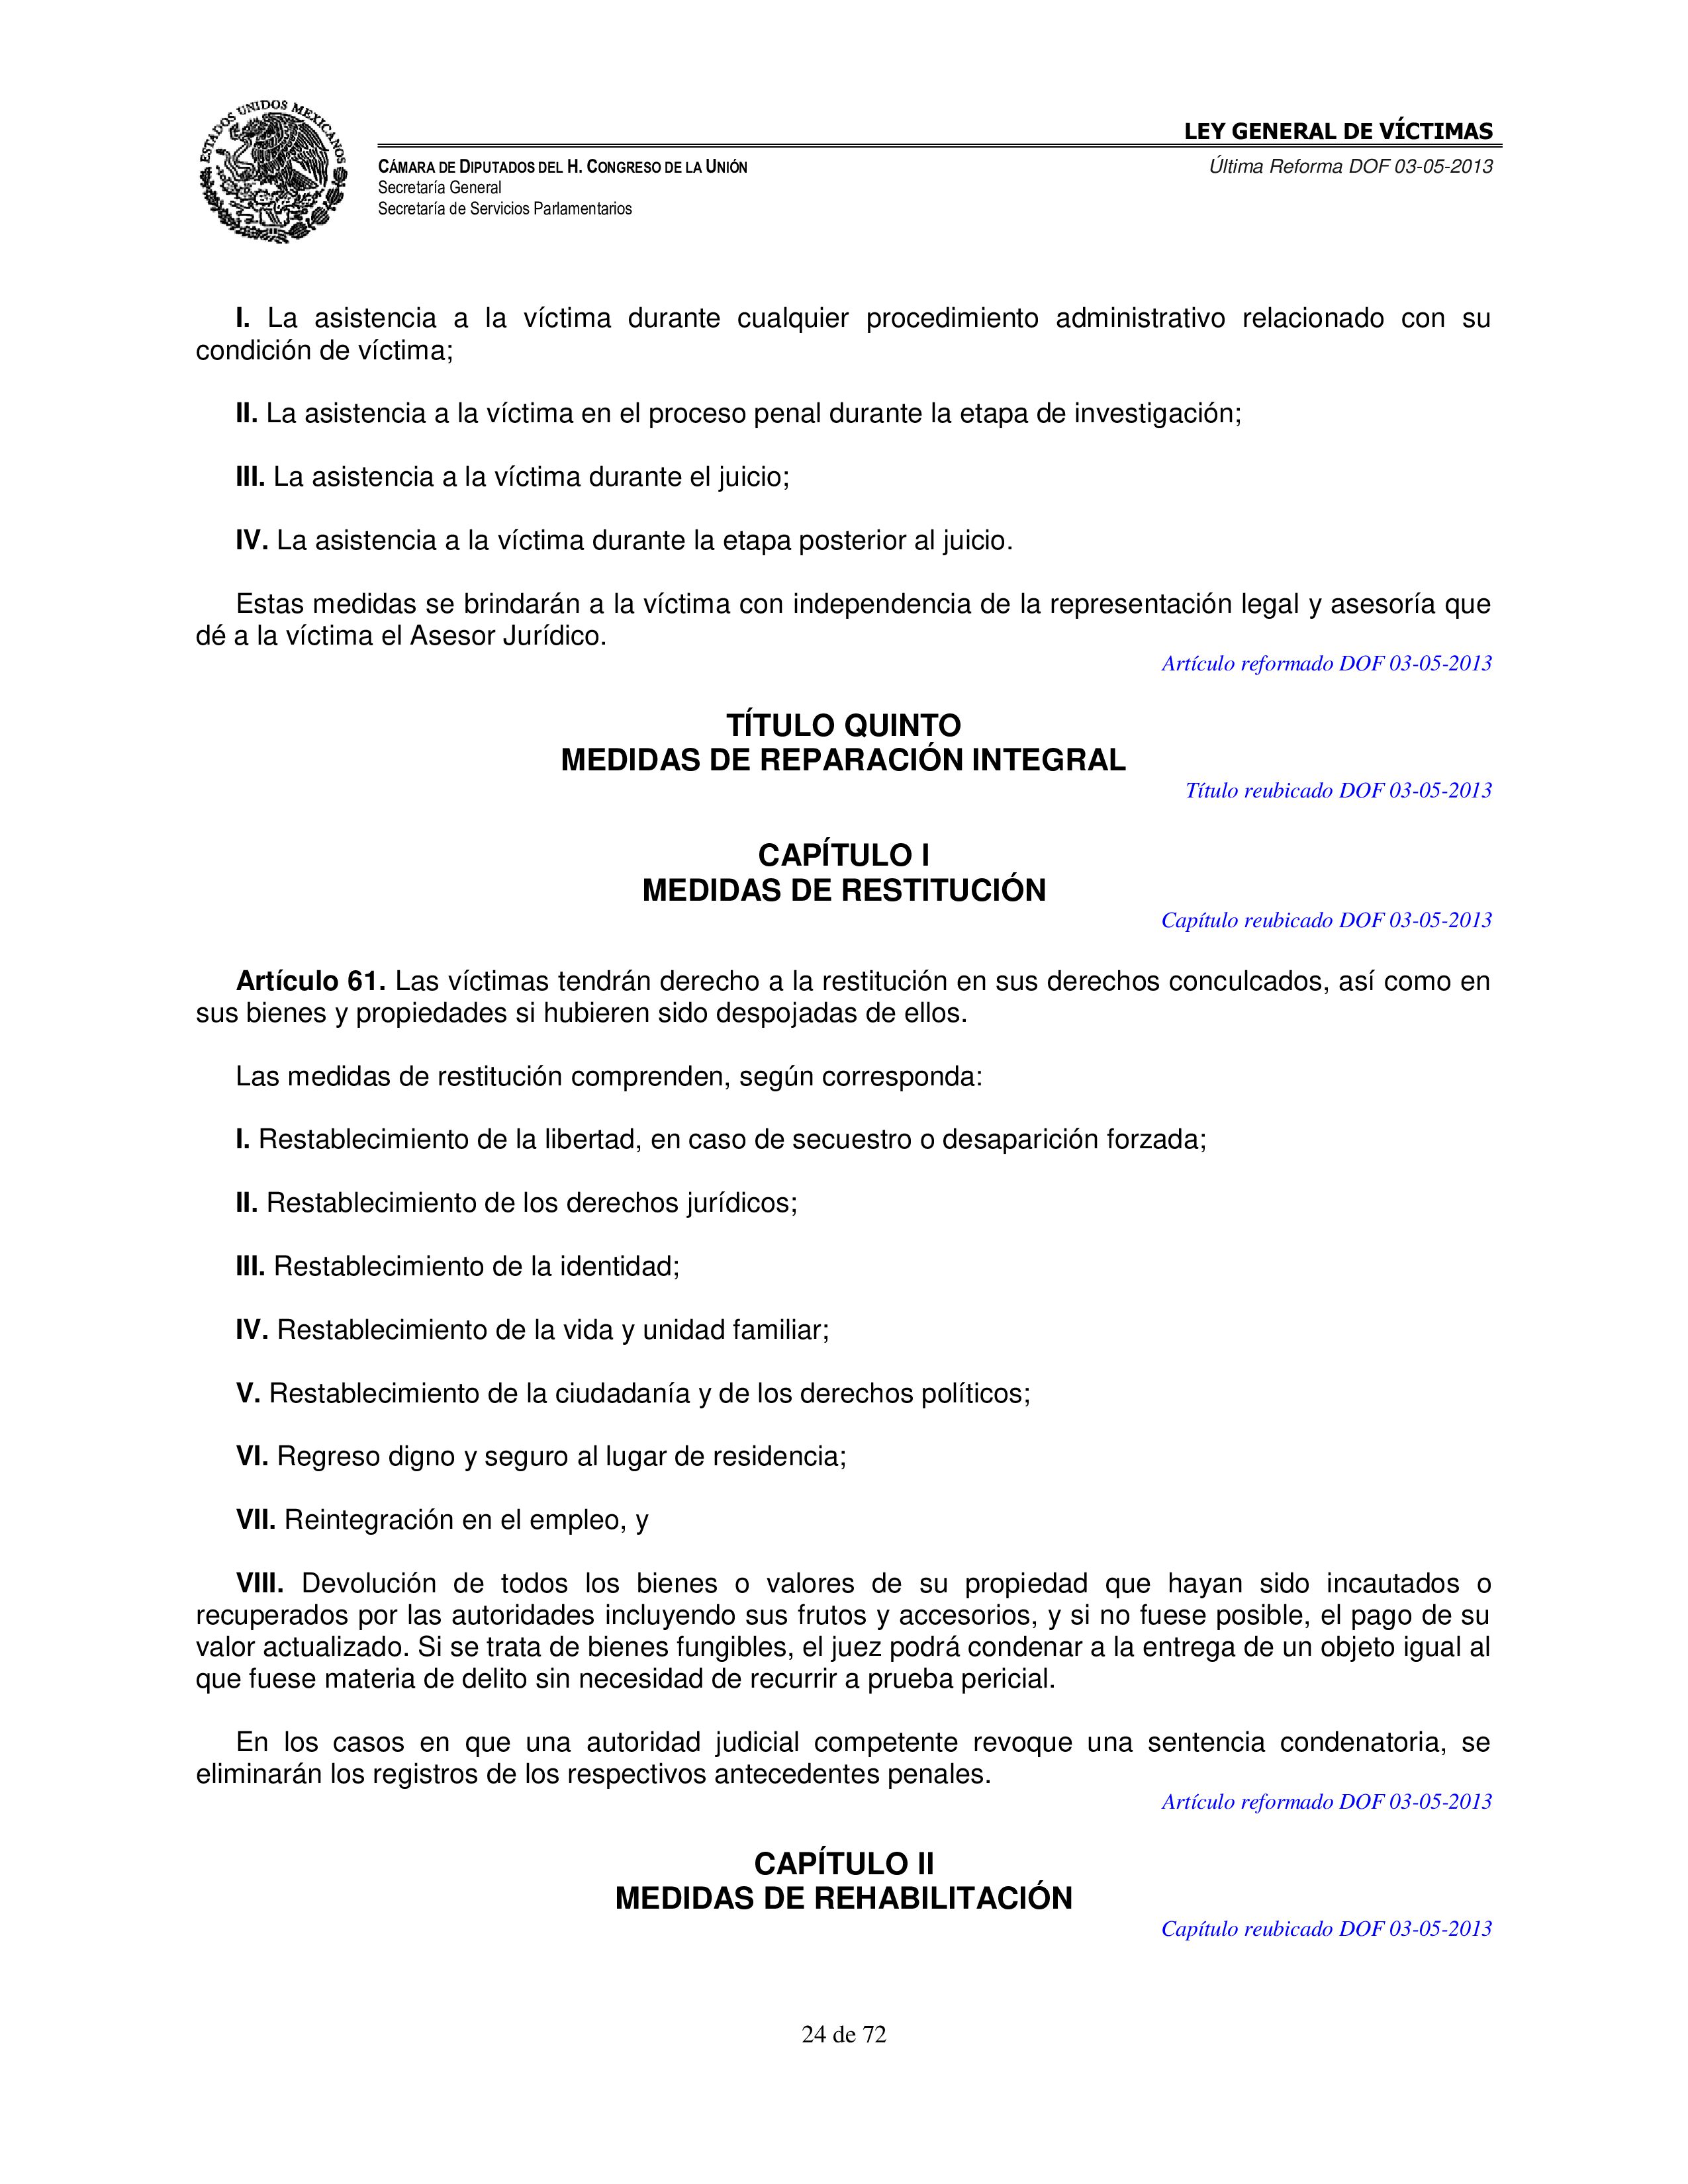 ESTADOS UNIDOS MEXICANOS
LEY GENERAL DE VÍCTIMAS
CÁMARA DE DIPUTADOS DEL H. CONGRESO DE LA UNIÓN
Última Reforma DOF 03-05-2013
Secretaría General
Secretaría de Servicios Parlamentarios
I. La asistencia a la víctima durante cualquier procedimiento administrativo relacionado con su
condición de víctima;
II. La asistencia a la víctima en el proceso penal durante la etapa de investigación;
III. La asistencia a la víctima durante el juicio;
IV. La asistencia a la víctima durante la etapa posterior al juicio.
Estas medidas se brindarán a la víctima con independencia de la representación legal y asesoría que
dé a la víctima el Asesor Jurídico.
Artículo reformado DOF 03-05-2013
TÍTULO QUINTO
MEDIDAS DE REPARACIÓN INTEGRAL
Título reubicado DOF 03-05-2013
CAPÍTULO I
MEDIDAS DE RESTITUCIÓN
Capítulo reubicado DOF 03-05-2013
Artículo 61. Las víctimas tendrán derecho a la restitución en sus derechos conculcados, así como en
sus bienes y propiedades si hubieren sido despojadas de ellos.
Las medidas de restitución comprenden, según corresponda:
I. Restablecimiento de la libertad, en caso de secuestro o desaparición forzada;
II. Restablecimiento de los derechos jurídicos;
III. Restablecimiento de la identidad;
IV. Restablecimiento de la vida y unidad familiar;
V. Restablecimiento de la ciudadanía y de los derechos políticos;
VI. Regreso digno y seguro al lugar de residencia;
VII. Reintegración en el empleo, y
VIII. Devolución de todos los bienes o valores de su propiedad que hayan sido incautados o
recuperados por las autoridades incluyendo sus frutos y accesorios, y si no fuese posible, el pago de su
valor actualizado. Si se trata de bienes fungibles, el juez podrá condenar a la entrega de un objeto igual al
que fuese materia de delito sin necesidad de recurrir a prueba pericial.
En los casos en que una autoridad judicial competente revoque una sentencia condenatoria, se
eliminarán los registros de los respectivos antecedentes penales.
Artículo reformado DOF 03-05-2013
CAPÍTULO II
MEDIDAS DE REHABILITACIÓN
Capítulo reubicado DOF 03-05-2013
24 de 72